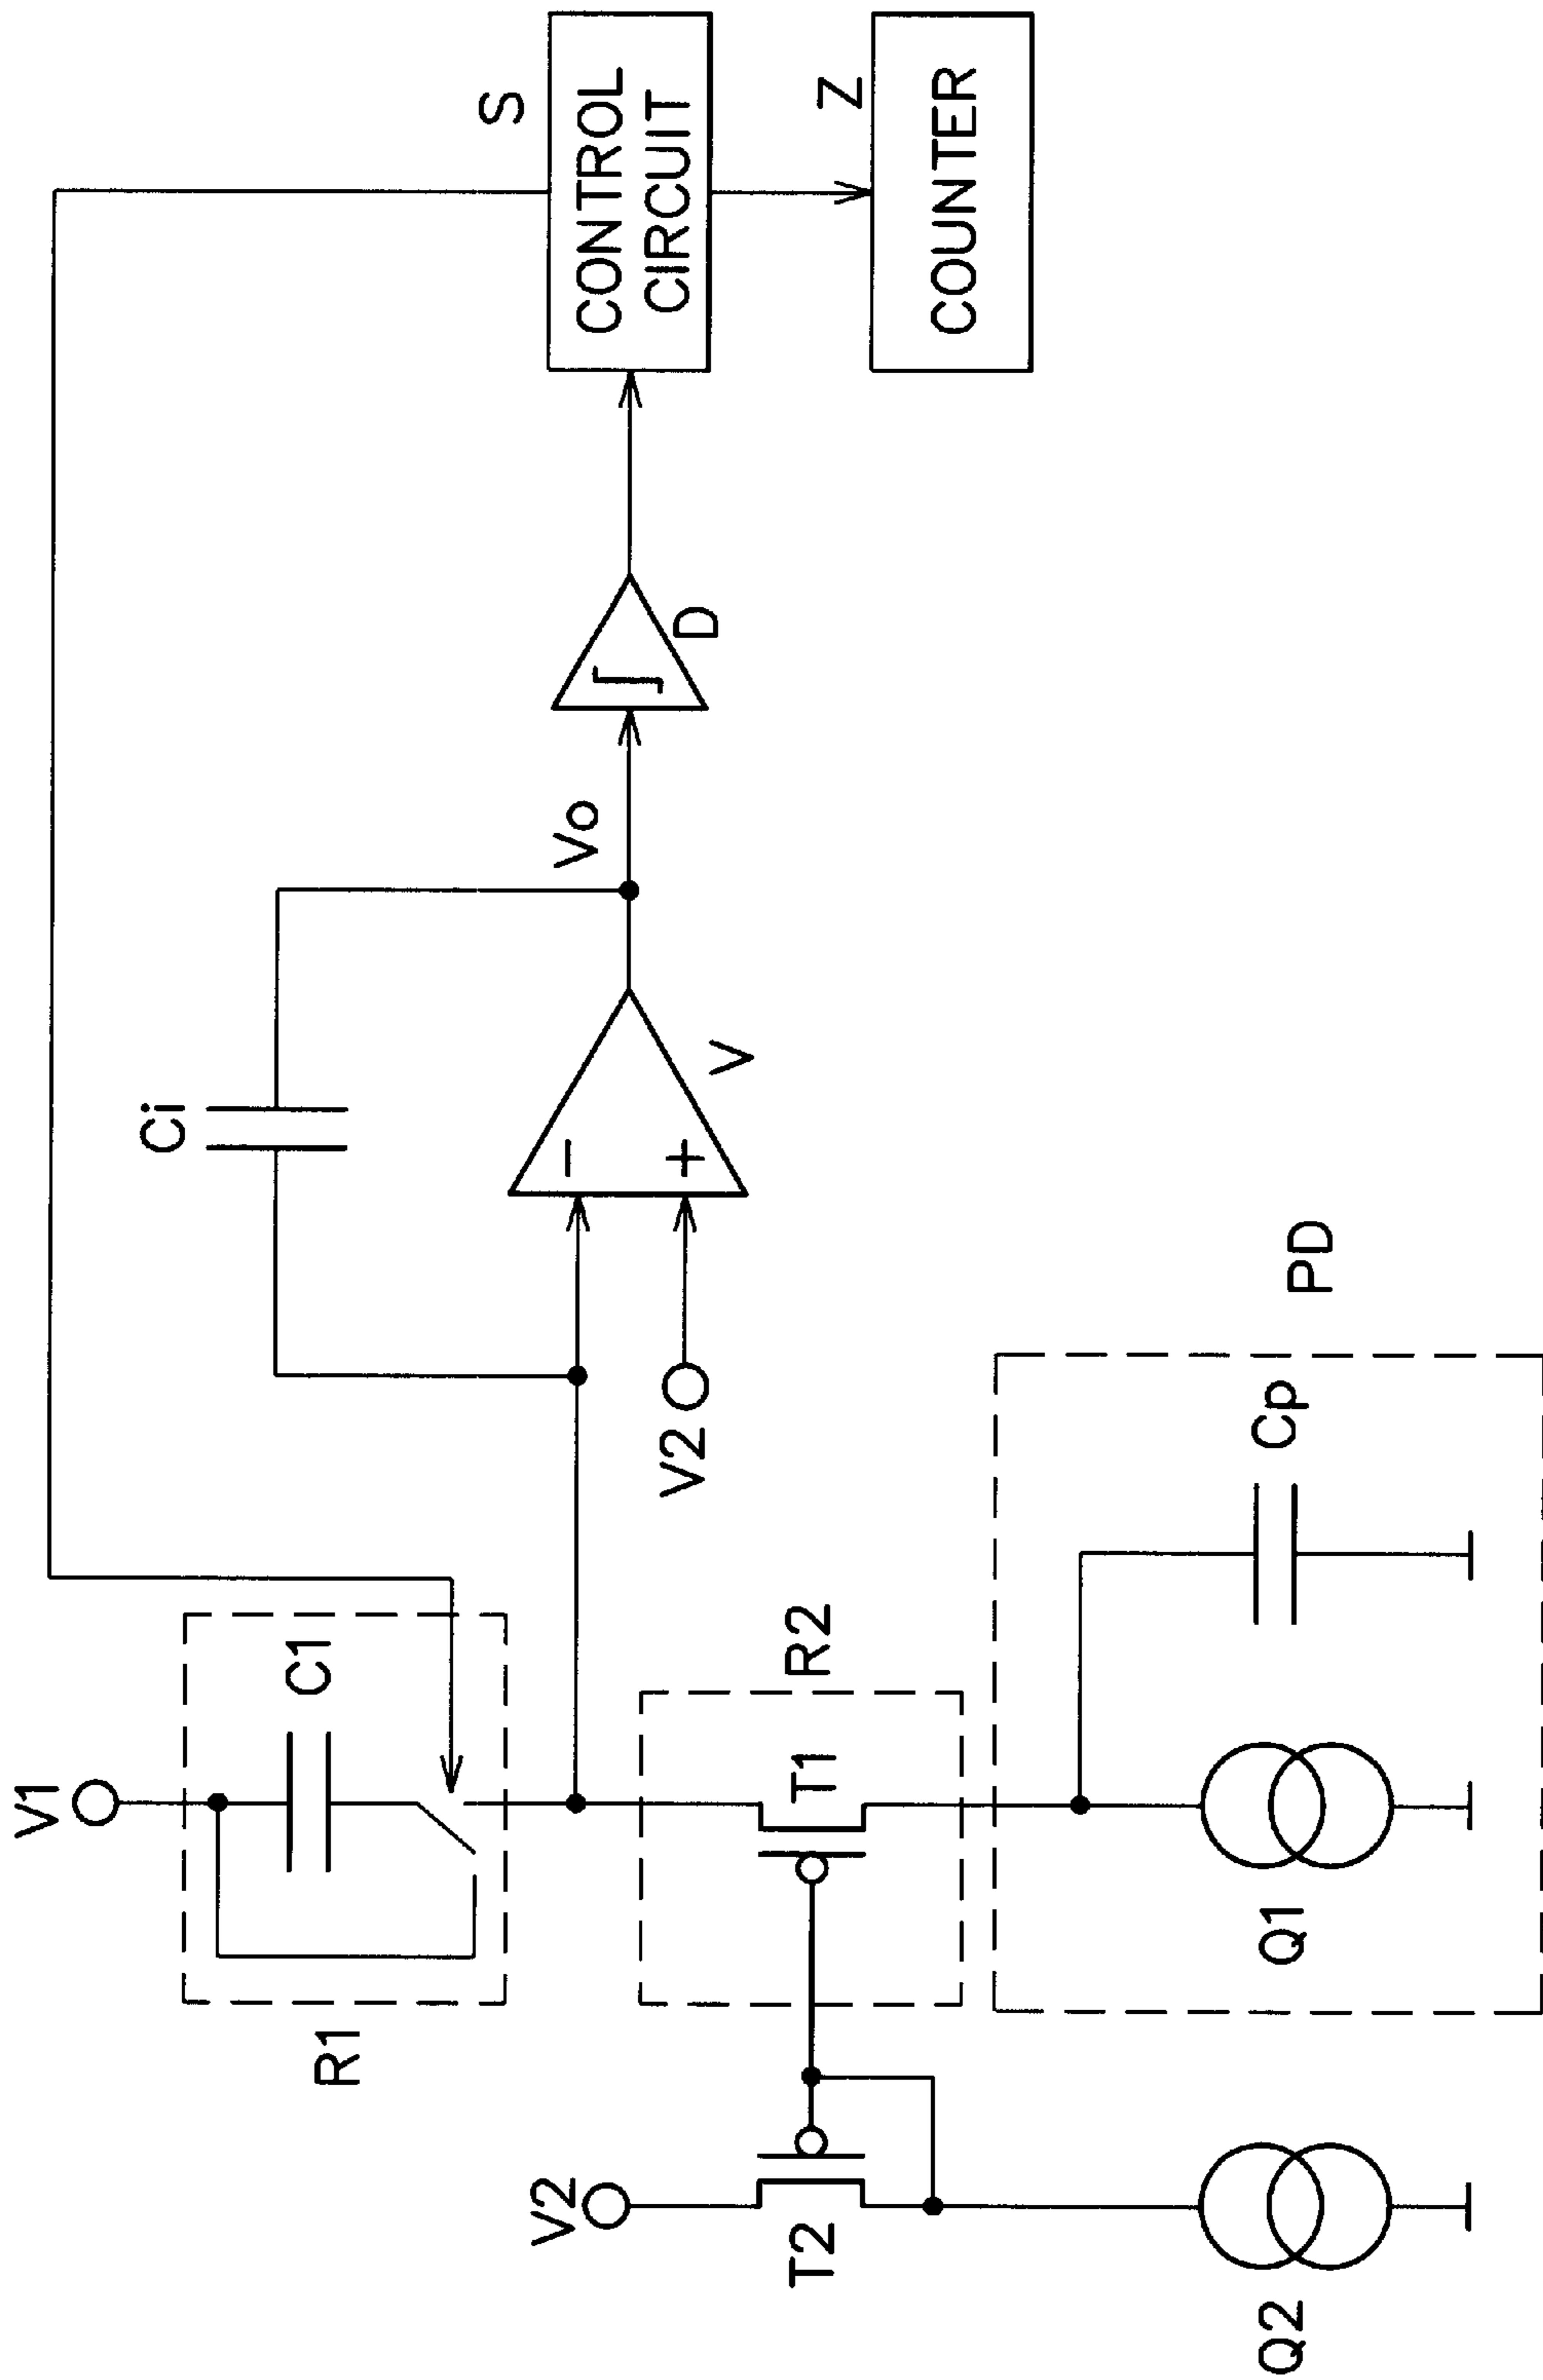 V1
C1
R1
Ci
S
CONTROL
CIRCUIT
Z
COUNTER
Vo
D
−
+
V
V2
V2
T2
T1
R2
PD
Cp
Q1
Q2